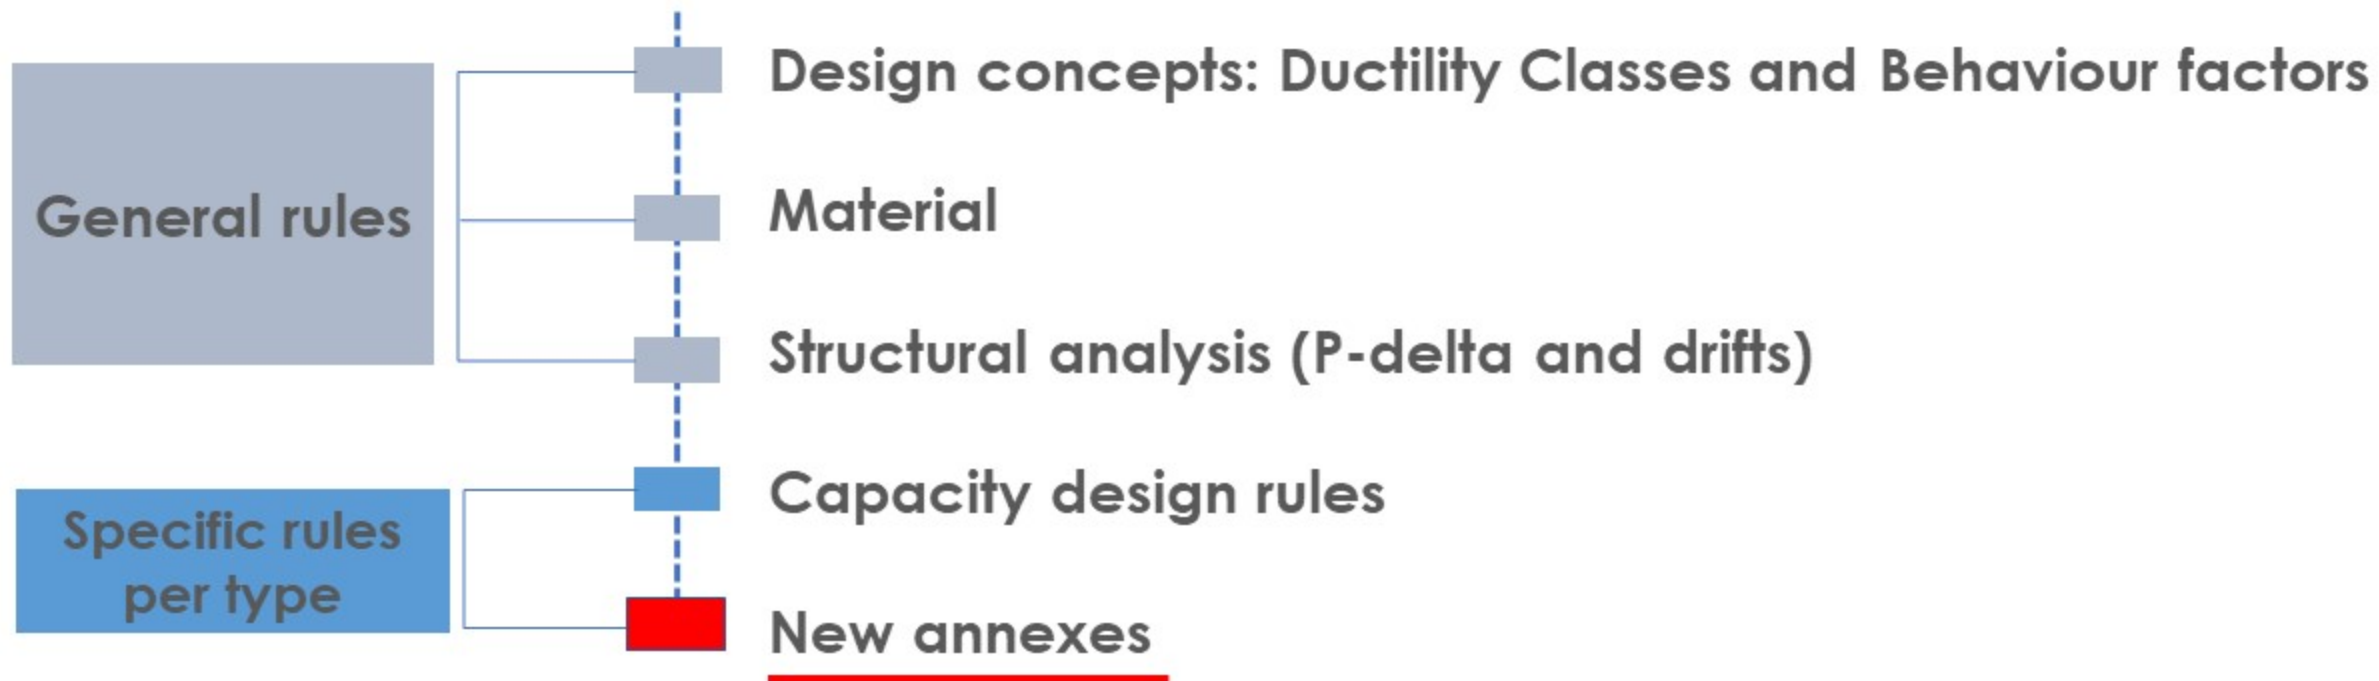 Design concepts: Ductility Classes and Behaviour factors
General rules
Material
Structural analysis (P-delta and drifts)
Capacity design rules
Specific rules
per type
New annexes